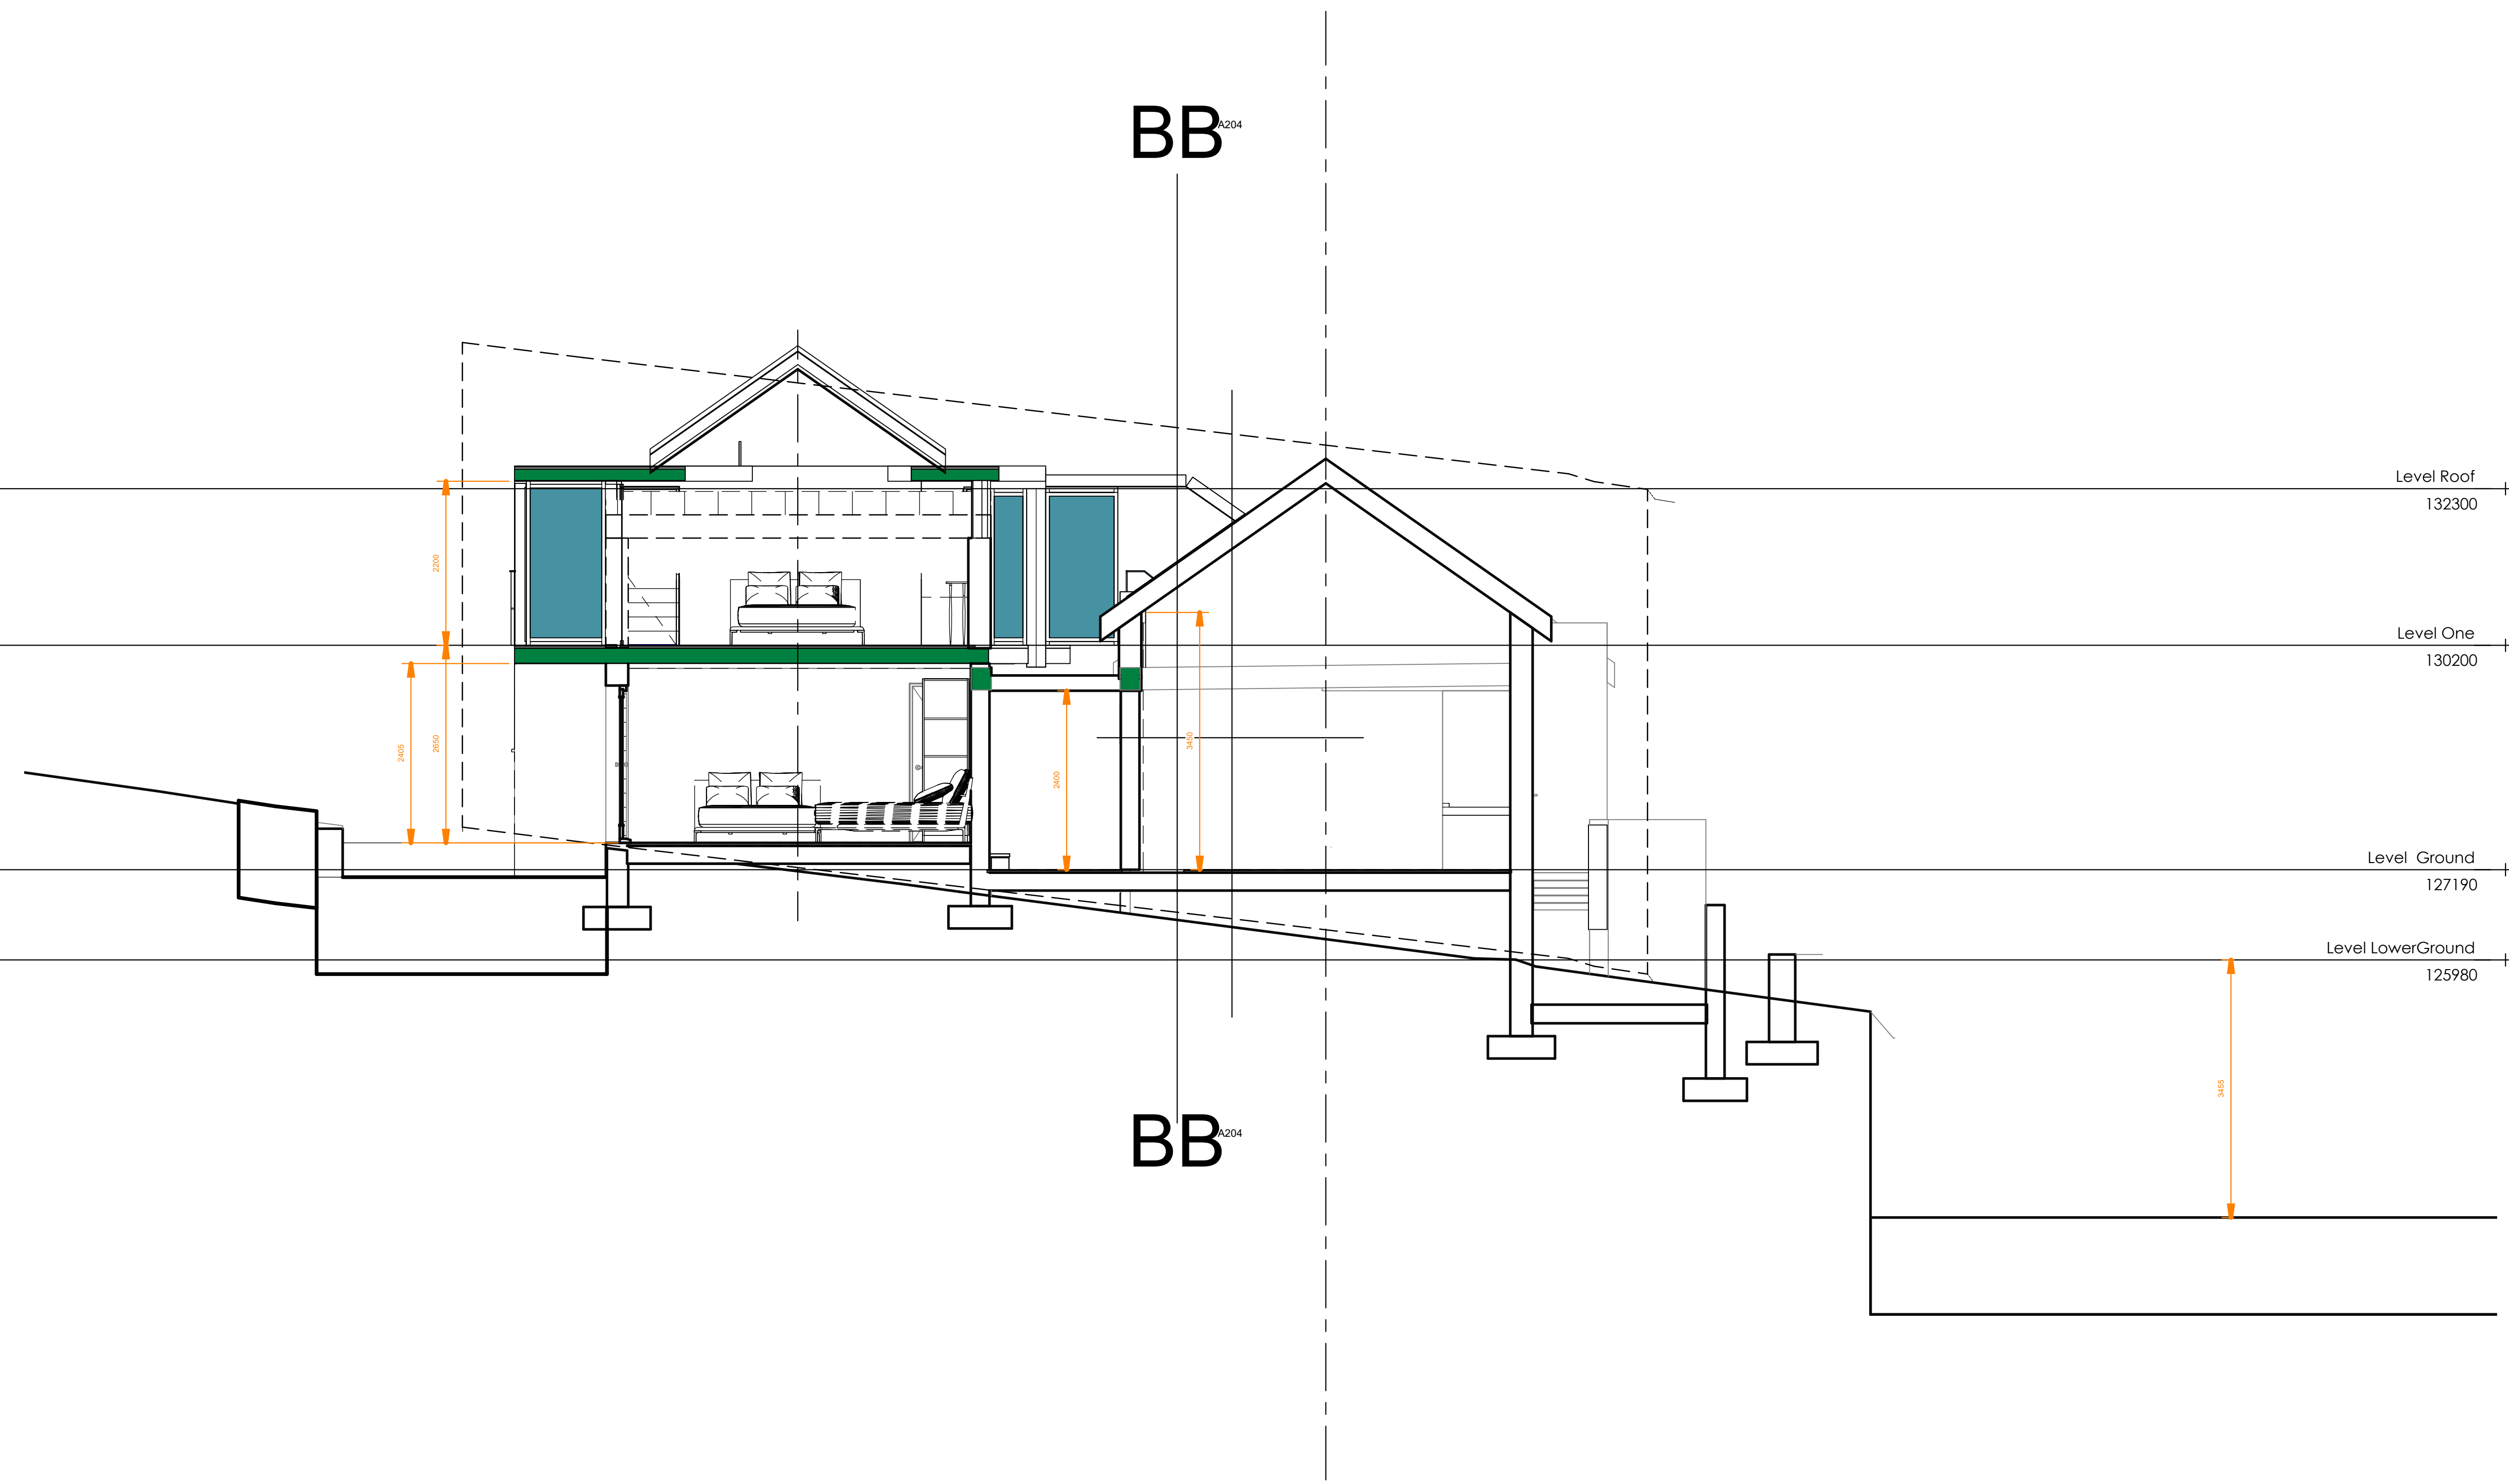 BB A204
Level Roof
132300
2200
Level One
130200
2405
2650
2400
3450
Level  Ground
127190
Level LowerGround
125980
3455
BB A204